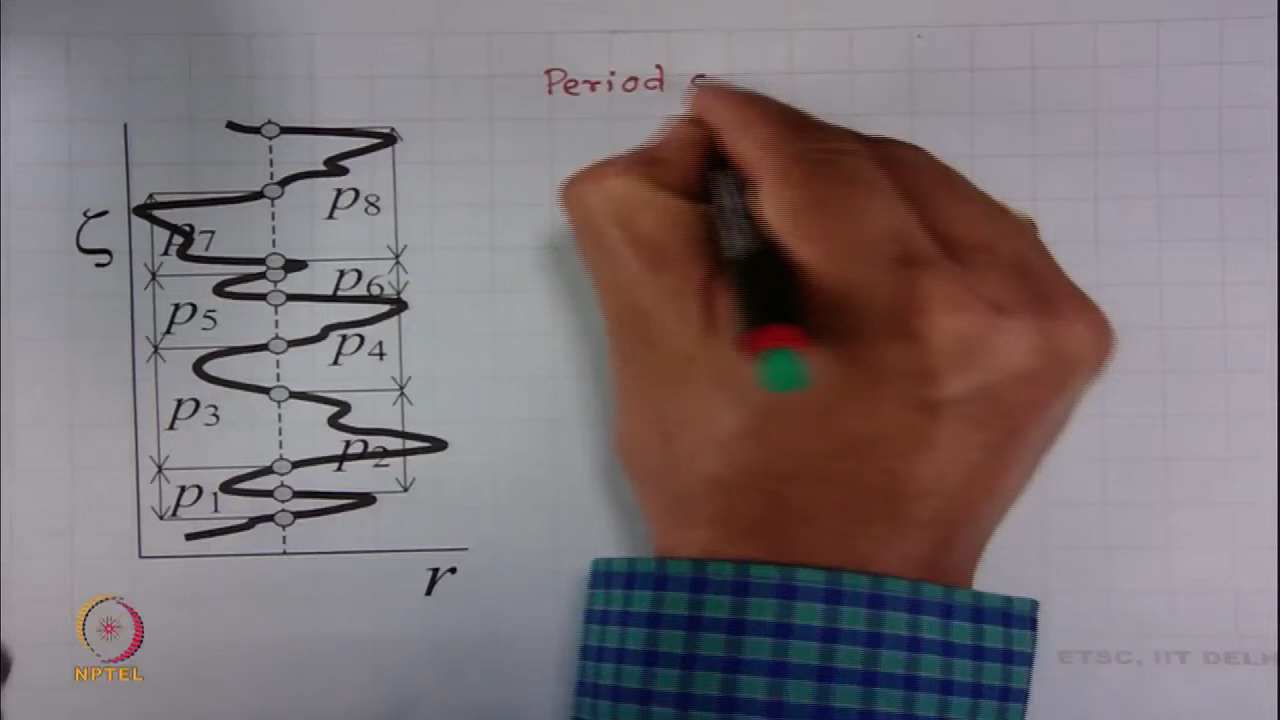 Period
p8
ζ
p7
p6
p5
p4
p3
p2
p1
r
NPTEL
ETSC, IIT DELH